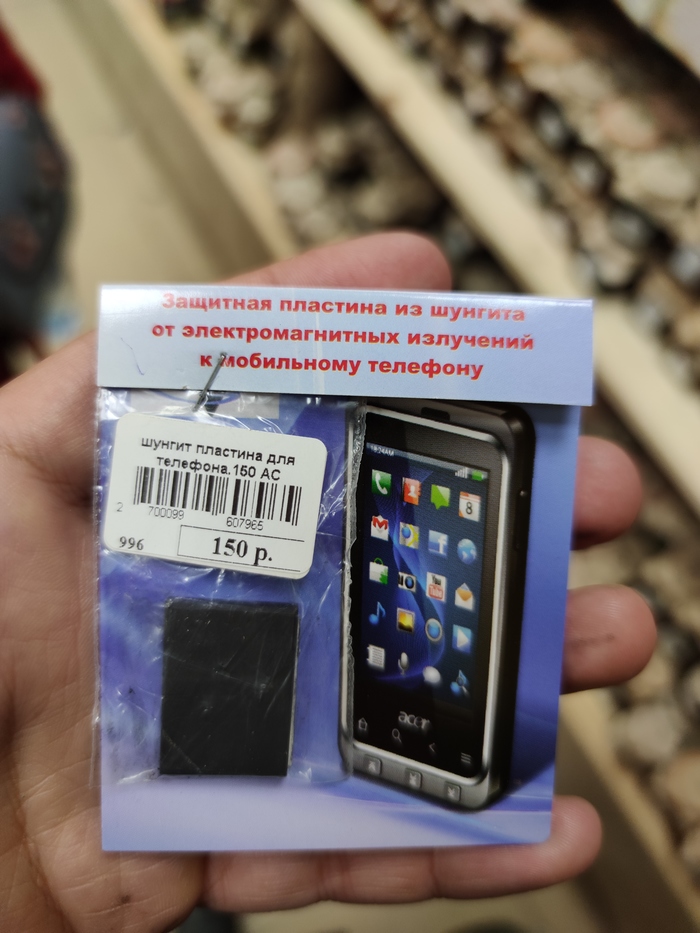 Защитная пластина из шунгита
от электромагнитных излучений
к мобильному телефону
шунгит пластина для
телефона.150 АС
2 700099 607965
996 150 р.
8
acer